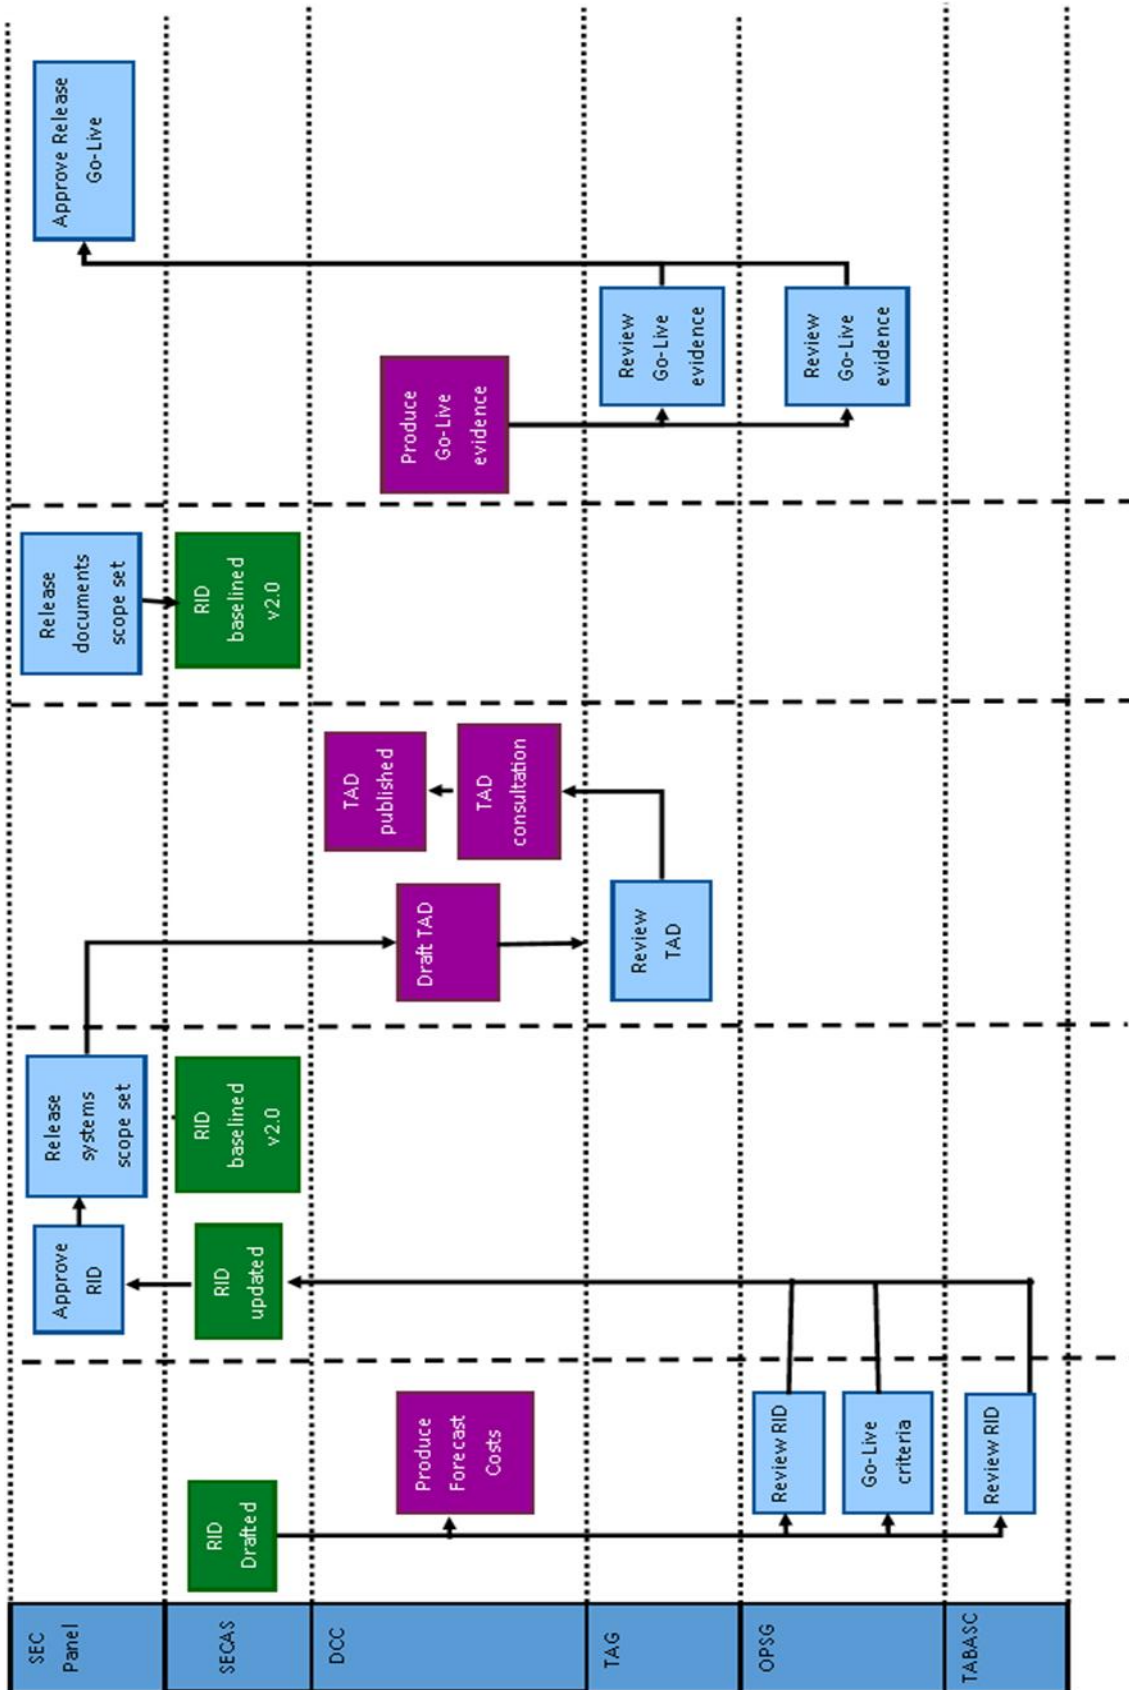 SEC
Panel
Approve
RID
Release
systems
scope set
Release
documents
scope set
Approve Release
Go-Live
SECAS
RID
Drafted
RID
updated
RID
baselined
v2.0
RID
baselined
v2.0
DCC
Produce
Forecast
Costs
Draft TAD
TAD
published
TAD
consultation
Produce
Go-Live
evidence
TAG
Review
TAD
Review
Go-Live
evidence
OPSG
Review RID
Go-Live
criteria
Review
Go-Live
evidence
TABASC
Review RID